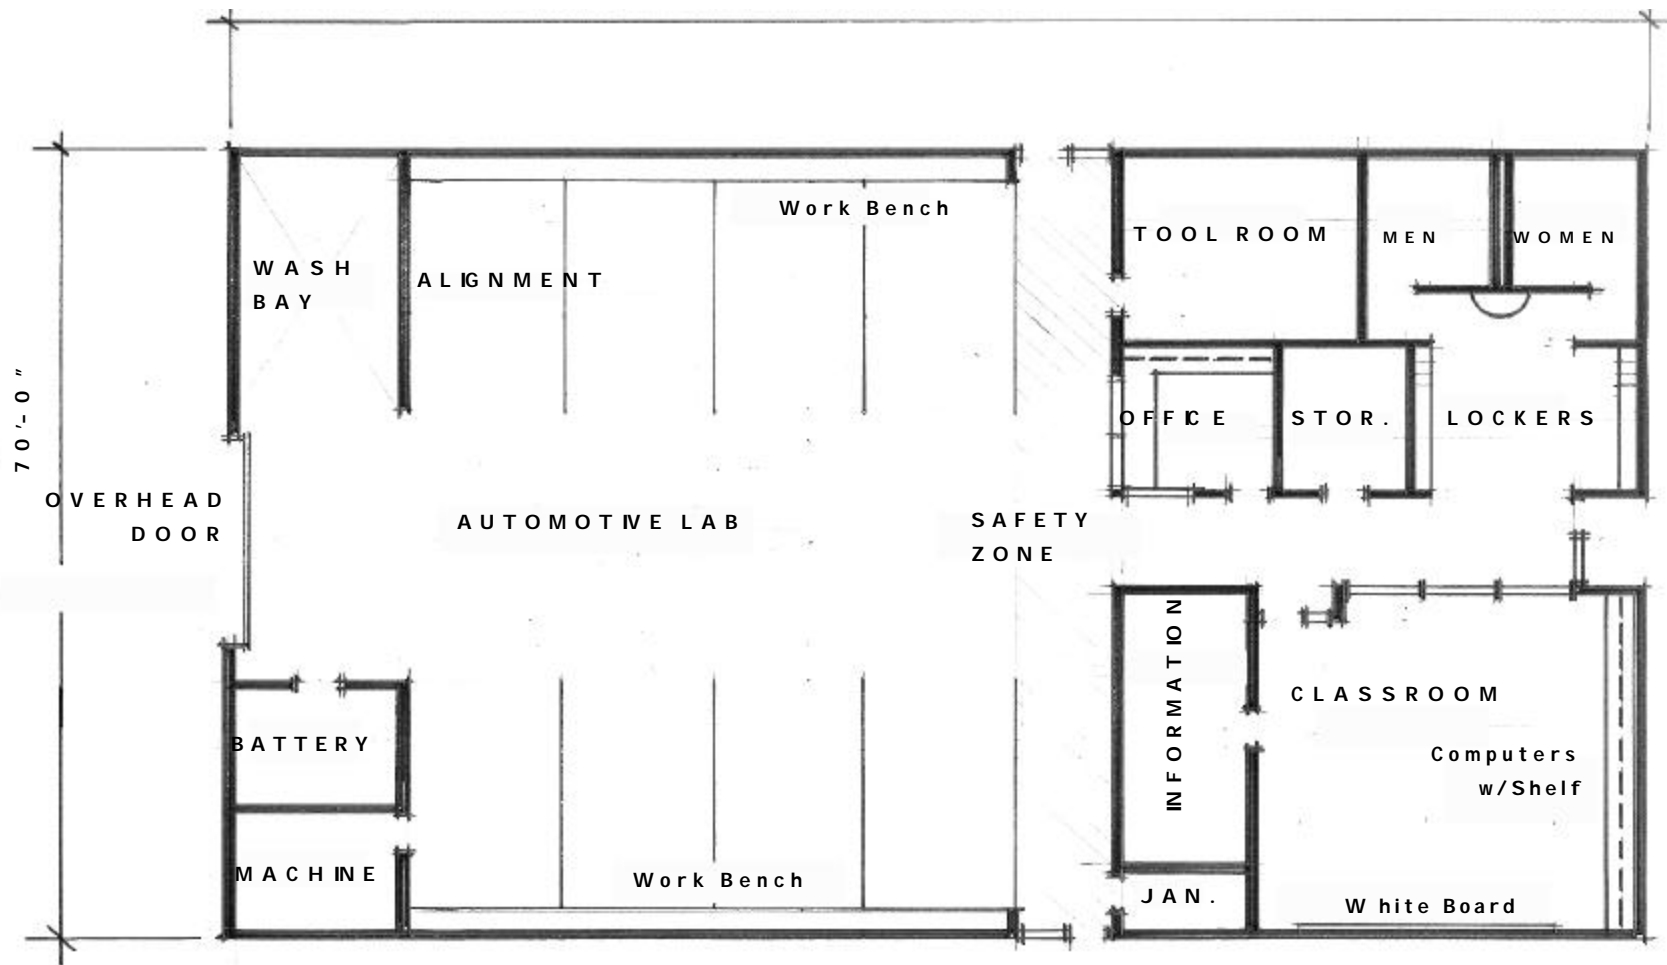 TOOL ROOM
MEN
WOMEN
Work Bench
WASH
BAY
ALIGNMENT
70'-0"
OFFICE
STOR.
LOCKERS
OVERHEAD
DOOR
AUTOMOTIVE LAB
SAFETY
ZONE
INFORMATION
CLASSROOM
BATTERY
Computers
w/Shelf
MACHINE
Work Bench
JAN.
White Board